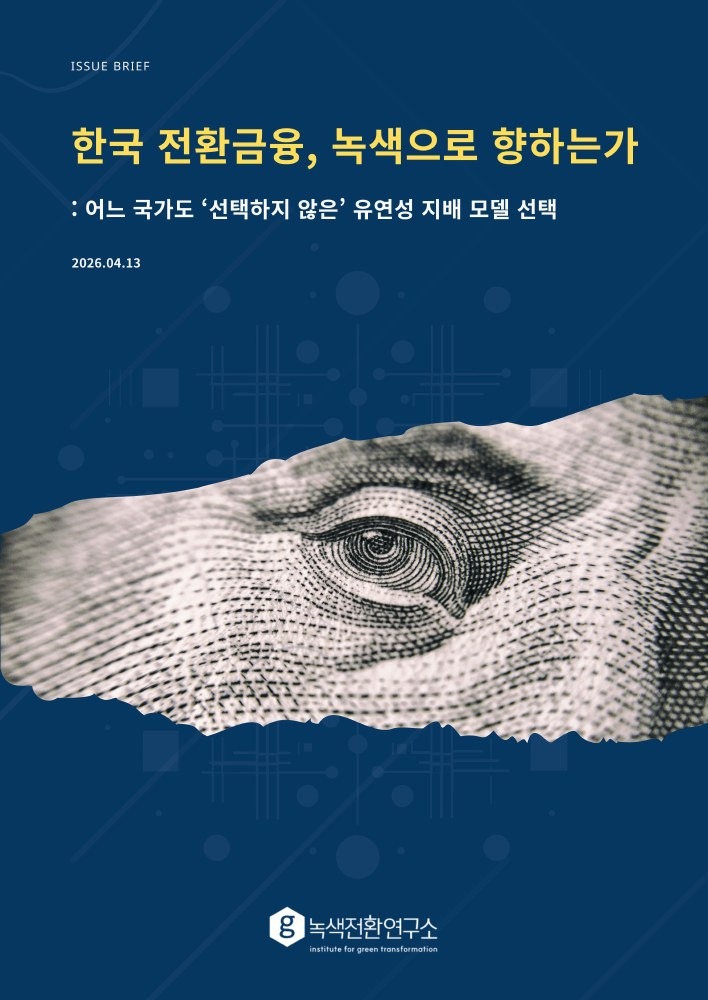 ISSUE BRIEF
한국 전환금융, 녹색으로 향하는가
: 어느 국가도 ‘선택하지 않은’ 유연성 지배 모델 선택
2026.04.13
g 녹색전환연구소
institute for green transformation